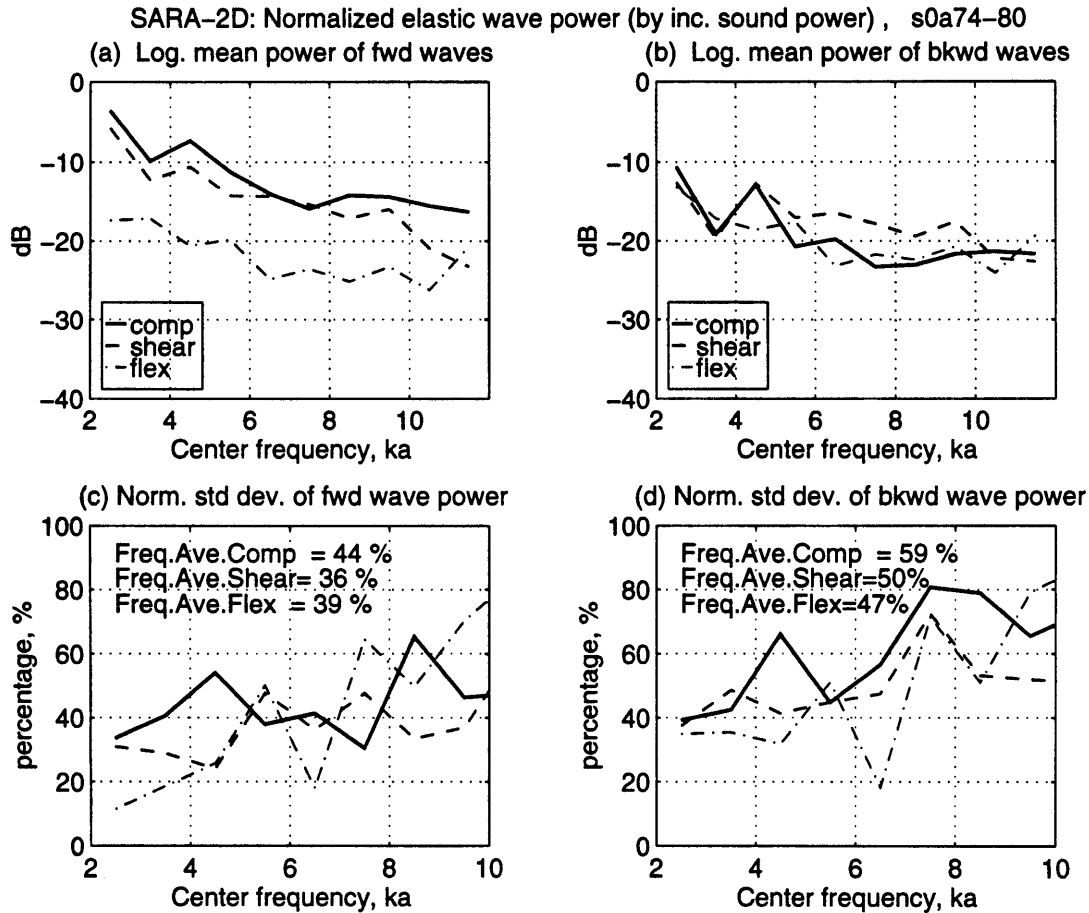 SARA-2D: Normalized elastic wave power (by inc. sound power) , s0a74-80
(a) Log. mean power of fwd waves
0
-10
-20
-30
-40
dB
comp
shear
flex
2 4 6 8 10
Center frequency, ka
(b) Log. mean power of bkwd waves
0
-10
-20
-30
-40
dB
comp
shear
flex
2 4 6 8 10
Center frequency, ka
(c) Norm. std dev. of fwd wave power
100
80
60
40
20
0
percentage, %
Freq.Ave.Comp = 44 %
Freq.Ave.Shear= 36 %
Freq.Ave.Flex = 39 %
2 4 6 8 10
Center frequency, ka
(d) Norm. std dev. of bkwd wave power
100
80
60
40
20
0
percentage, %
Freq.Ave.Comp = 59 %
Freq.Ave.Shear=50%
Freq.Ave.Flex=47%
2 4 6 8 10
Center frequency, ka